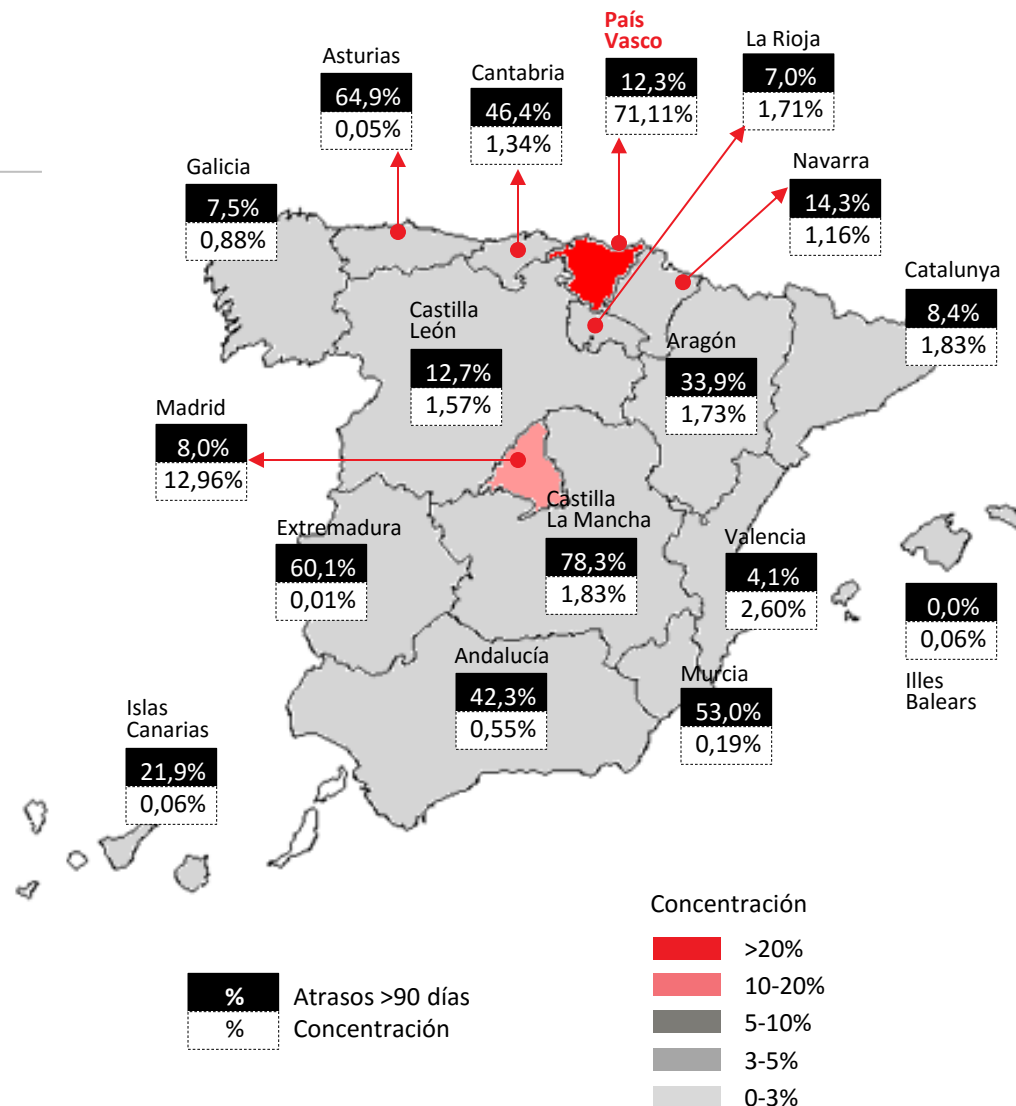 País
Vasco
12,3%
71,11%
La Rioja
7,0%
1,71%
Asturias
64,9%
0,05%
Cantabria
46,4%
1,34%
Navarra
14,3%
1,16%
Galicia
7,5%
0,88%
Catalunya
8,4%
1,83%
Castilla
León
12,7%
1,57%
Aragón
33,9%
1,73%
Madrid
8,0%
12,96%
Castilla
La Mancha
78,3%
1,83%
Extremadura
60,1%
0,01%
Valencia
4,1%
2,60%
0,0%
0,06%
Illes
Balears
Andalucía
42,3%
0,55%
Murcia
53,0%
0,19%
Islas
Canarias
21,9%
0,06%
Concentración
>20%
10-20%
5-10%
3-5%
0-3%
% Atrasos >90 días
% Concentración